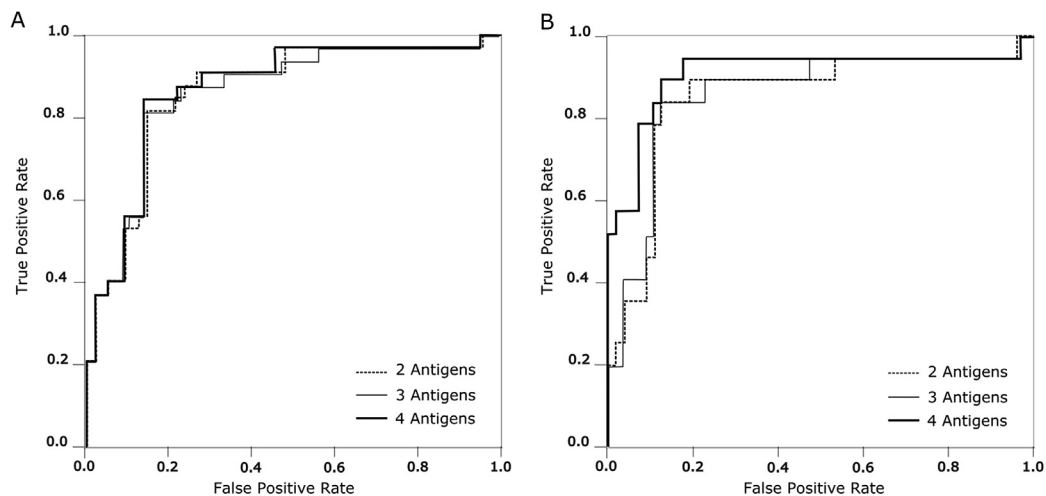 A
1.0
0.8
0.6
0.4
0.2
0.0
True Positive Rate
0.0 0.2 0.4 0.6 0.8 1.0
False Positive Rate
2 Antigens
3 Antigens
4 Antigens
B
1.0
0.8
0.6
0.4
0.2
0.0
True Positive Rate
0.0 0.2 0.4 0.6 0.8 1.0
False Positive Rate
2 Antigens
3 Antigens
4 Antigens